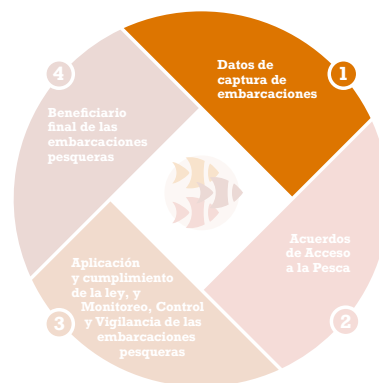 1
Datos de
captura de
embarcaciones
2
Acuerdos
de Acceso
a la Pesca
3
Aplicación
y cumplimiento
de la ley, y
Monitoreo, Control
y Vigilancia de las
embarcaciones
pesqueras
4
Beneficiario
final de las
embarcaciones
pesqueras